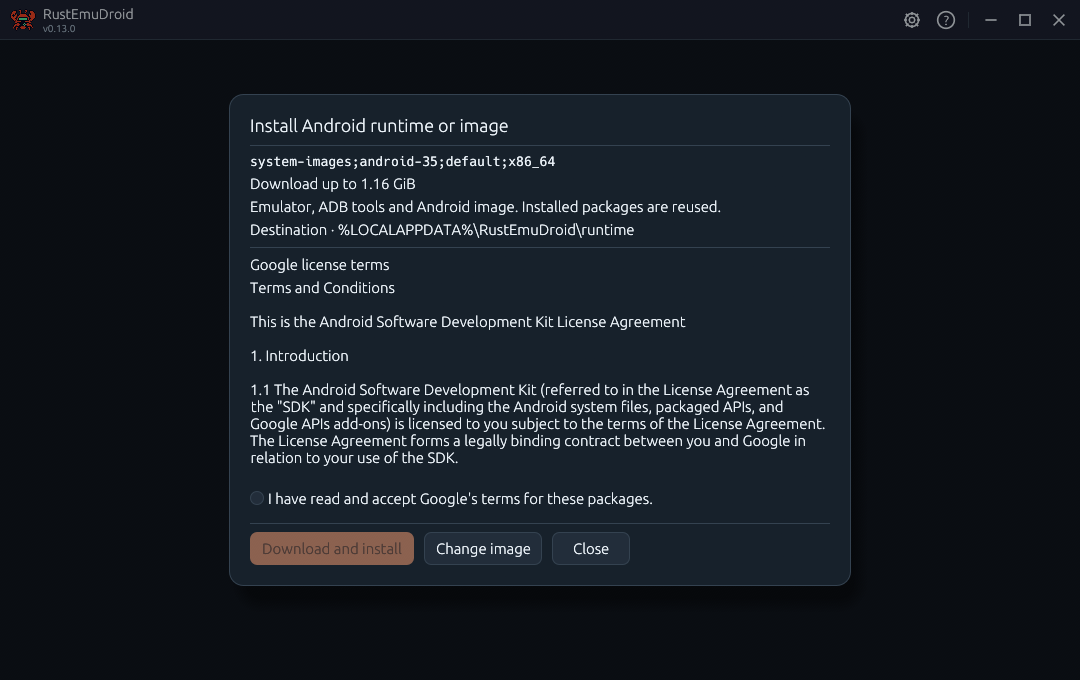 RustEmuDroid
v0.13.0
Install Android runtime or image
system-images;android-35;default;x86_64
Download up to 1.16 GiB
Emulator, ADB tools and Android image. Installed packages are reused.
Destination · %LOCALAPPDATA%\RustEmuDroid\runtime
Google license terms
Terms and Conditions
This is the Android Software Development Kit License Agreement
1. Introduction
1.1 The Android Software Development Kit (referred to in the License Agreement as
the "SDK" and specifically including the Android system files, packaged APIs, and
Google APIs add-ons) is licensed to you subject to the terms of the License Agreement.
The License Agreement forms a legally binding contract between you and Google in
relation to your use of the SDK.
I have read and accept Google's terms for these packages.
Download and install
Change image
Close